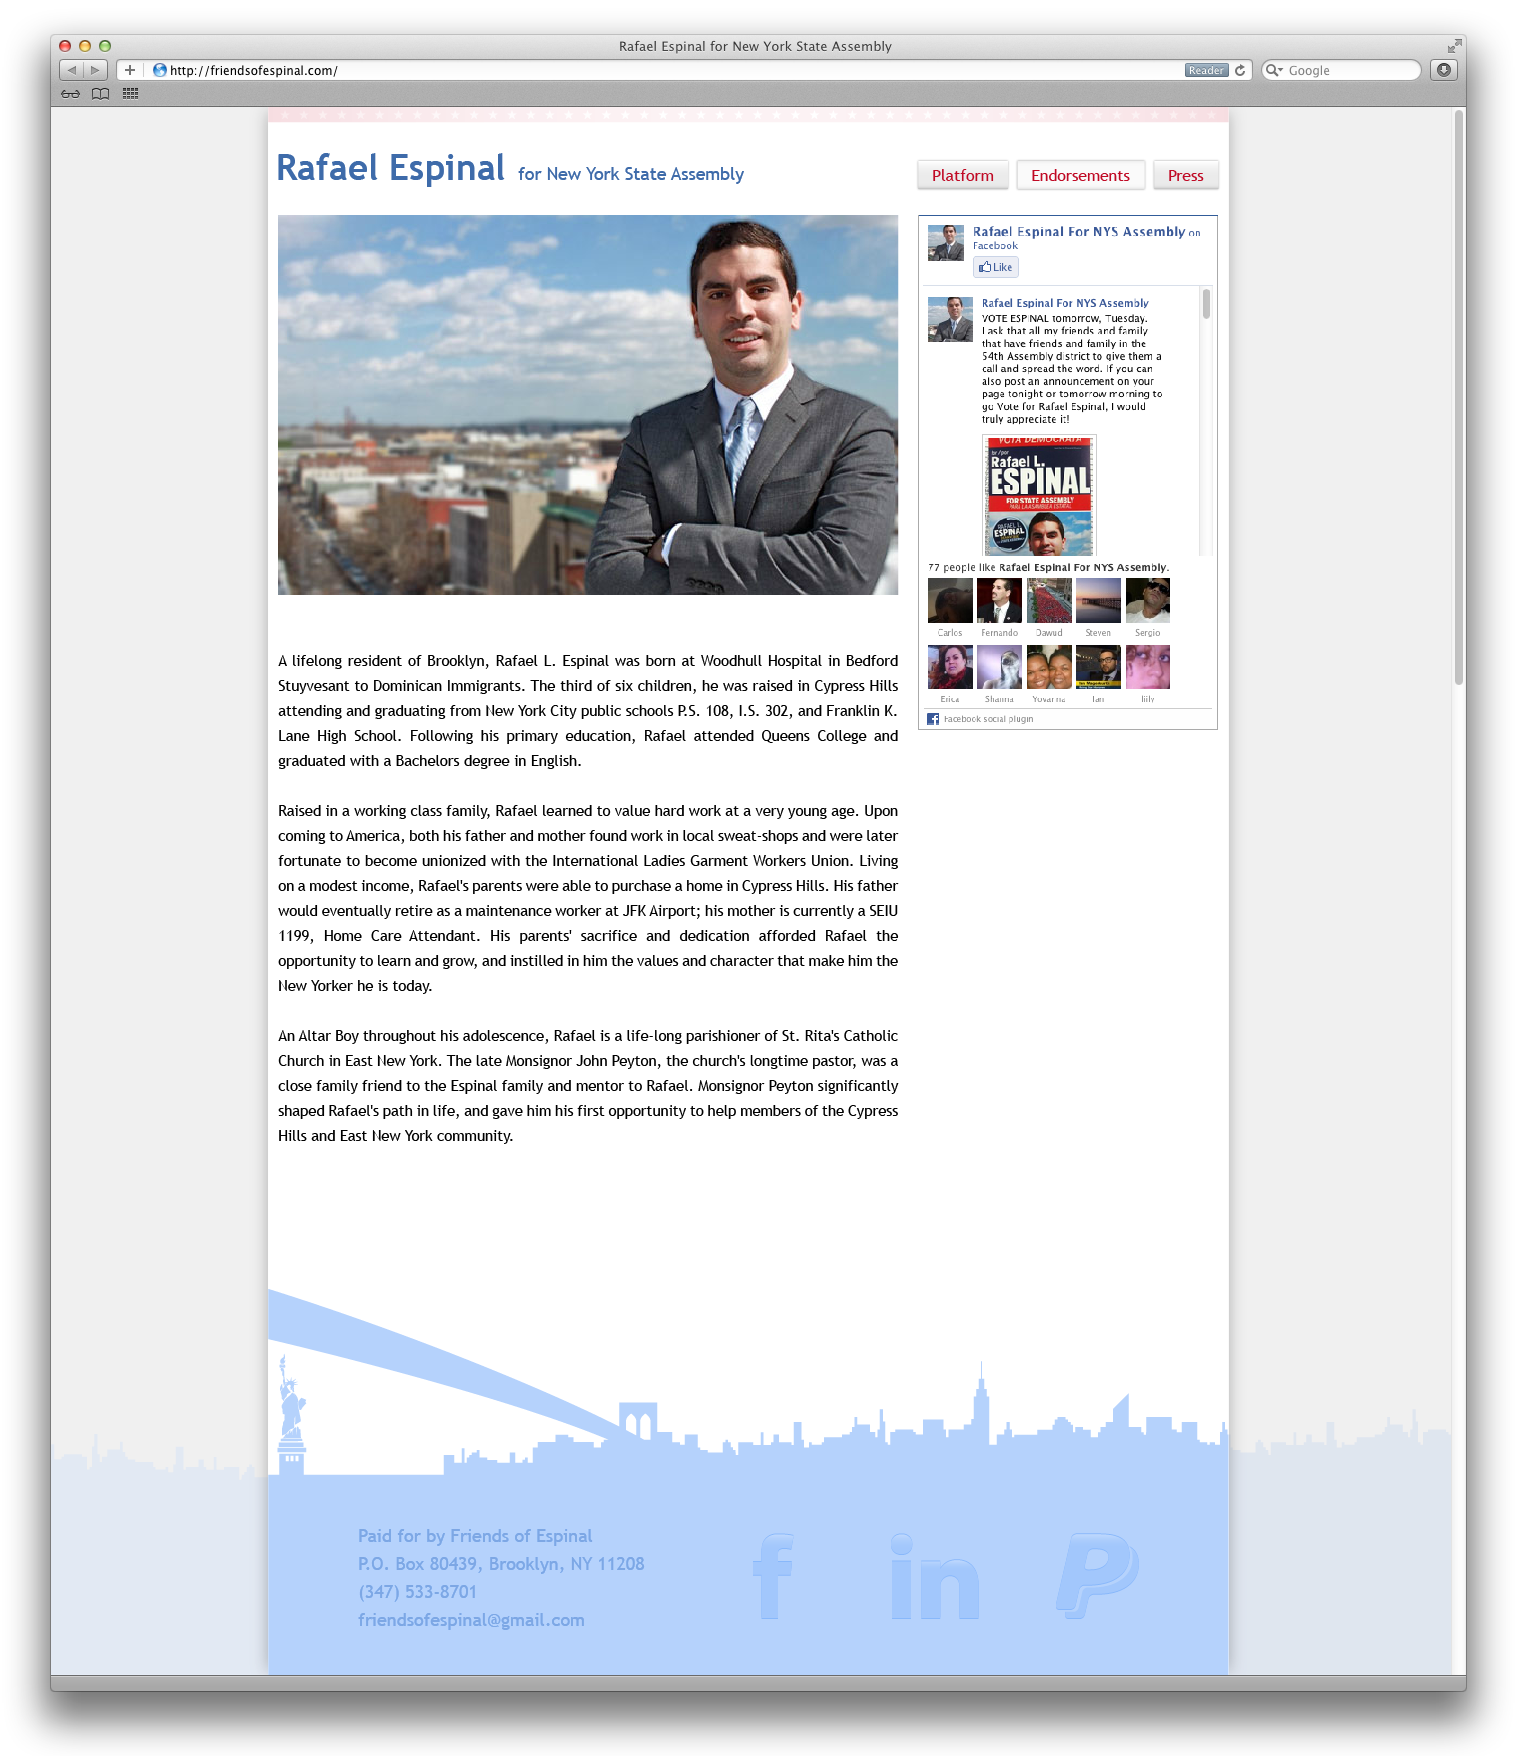 Rafael Espinal for New York State Assembly
http://friendsofespinal.com/
Reader
Google
Rafael Espinal for New York State Assembly
Platform
Endorsements
Press
Rafael Espinal For NYS Assembly on
Facebook
Like
Rafael Espinal For NYS Assembly
VOTE ESPINAL tomorrow, Tuesday.
I ask that all my friends and family
that have friends and family in the
54th Assembly district to give them a
call and spread the word. If you can
also post an announcement on your
page tonight or tomorrow morning to
go Vote for Rafael Espinal, I would
truly appreciate it!
VOTA DEMOCRATA
for/por
Rafael L.
ESPINAL
FOR STATE ASSEMBLY
PARA LA ASAMBLEA ESTATAL
RAFAEL L.
ESPINAL
77 people like Rafael Espinal For NYS Assembly.
Carlos Fernando Dawud Steven Sergio
Erica Shanna Yovanna Ian
Facebook social plugin
A lifelong resident of Brooklyn, Rafael L. Espinal was born at Woodhull Hospital in Bedford
Stuyvesant to Dominican Immigrants. The third of six children, he was raised in Cypress Hills
attending and graduating from New York City public schools P.S. 108, I.S. 302, and Franklin K.
Lane High School. Following his primary education, Rafael attended Queens College and
graduated with a Bachelors degree in English.
Raised in a working class family, Rafael learned to value hard work at a very young age. Upon
coming to America, both his father and mother found work in local sweat-shops and were later
fortunate to become unionized with the International Ladies Garment Workers Union. Living
on a modest income, Rafael's parents were able to purchase a home in Cypress Hills. His father
would eventually retire as a maintenance worker at JFK Airport; his mother is currently a SEIU
1199, Home Care Attendant. His parents' sacrifice and dedication afforded Rafael the
opportunity to learn and grow, and instilled in him the values and character that make him the
New Yorker he is today.
An Altar Boy throughout his adolescence, Rafael is a life-long parishioner of St. Rita's Catholic
Church in East New York. The late Monsignor John Peyton, the church's longtime pastor, was a
close family friend to the Espinal family and mentor to Rafael. Monsignor Peyton significantly
shaped Rafael's path in life, and gave him his first opportunity to help members of the Cypress
Hills and East New York community.
Paid for by Friends of Espinal
P.O. Box 80439, Brooklyn, NY 11208
(347) 533-8701
friendsofespinal@gmail.com